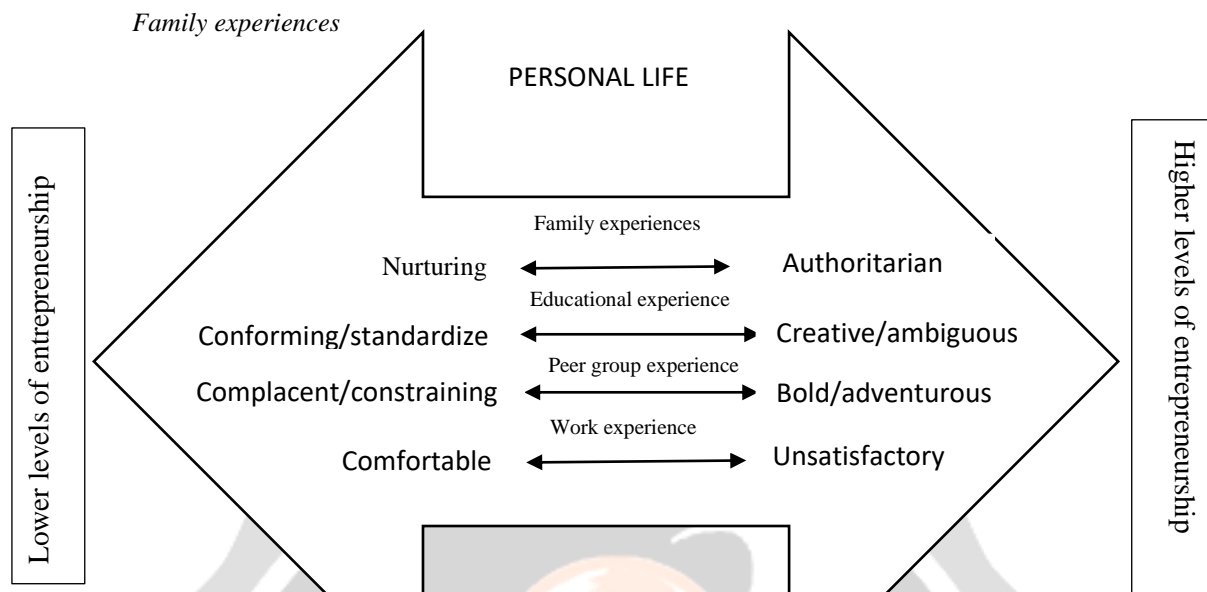 Family experiences
PERSONAL LIFE
Lower levels of entrepreneurship
Higher levels of entrepreneurship
Family experiences
Nurturing
Authoritarian
Educational experience
Conforming/standardize
Creative/ambiguous
Peer group experience
Complacent/constraining
Bold/adventurous
Work experience
Comfortable
Unsatisfactory